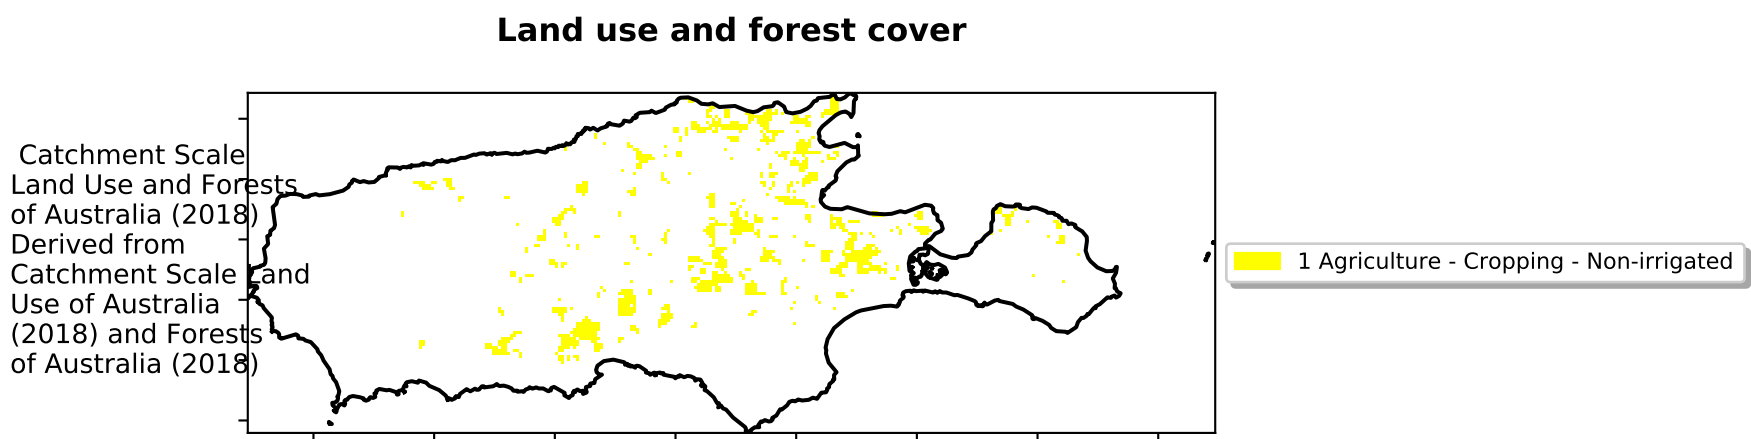 Land use and forest cover
Catchment Scale
Land Use and Forests
of Australia (2018)
Derived from
Catchment Scale Land
Use of Australia
(2018) and Forests
of Australia (2018)
1 Agriculture - Cropping - Non-irrigated